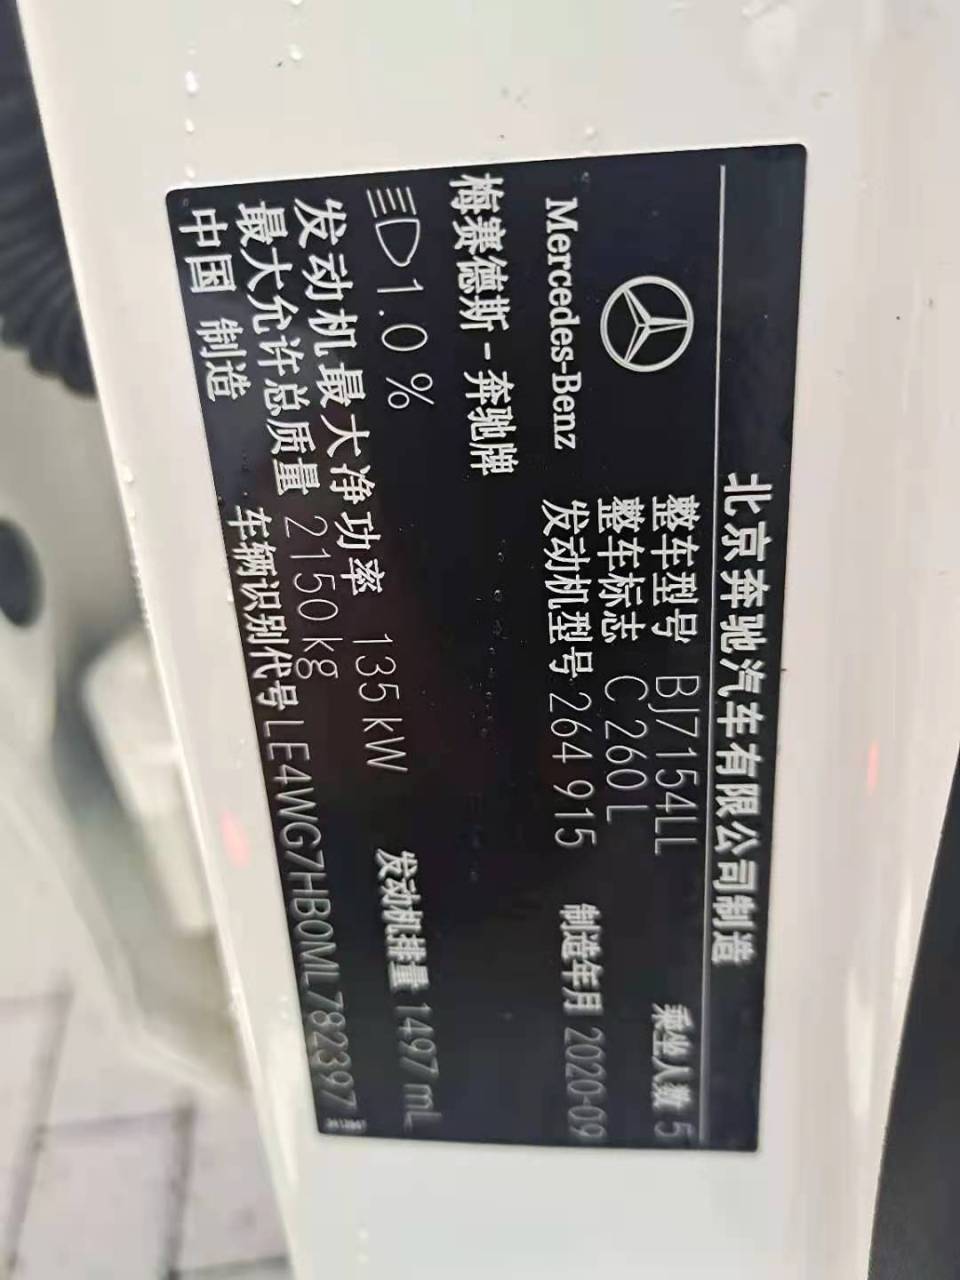 北京奔驰汽车有限公司制造
整车型号 BJ7154LL 乘坐人数 5
整车标志 C 260 L
Mercedes-Benz
发动机型号 264 915 制造年月 2020-09
梅赛德斯-奔驰牌
1.0 %
发动机最大净功率 135 kW 发动机排量 1497 mL
最大允许总质量 2150 kg
中国 制造 车辆识别代号 LE4WG7HB0ML782397